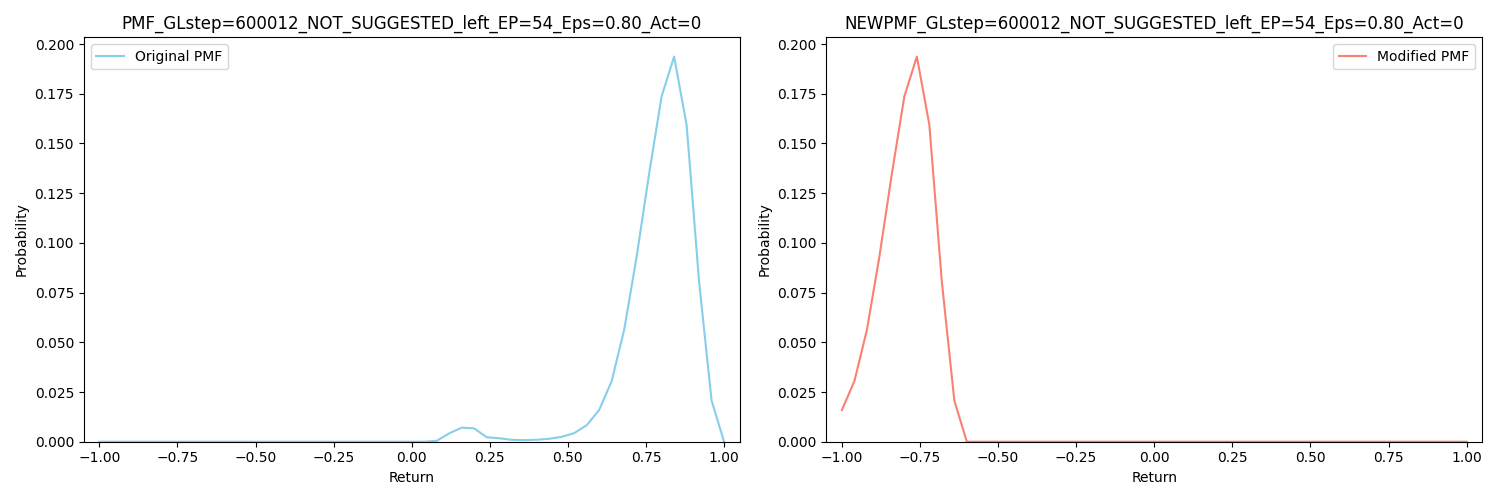 PMF_GLstep=600012_NOT_SUGGESTED_left_EP=54_Eps=0.80_Act=0
Original PMF
Probability
0.200
0.175
0.150
0.125
0.100
0.075
0.050
0.025
0.000
−1.00 −0.75 −0.50 −0.25 0.00 0.25 0.50 0.75 1.00
Return
NEWPMF_GLstep=600012_NOT_SUGGESTED_left_EP=54_Eps=0.80_Act=0
Modified PMF
Probability
0.200
0.175
0.150
0.125
0.100
0.075
0.050
0.025
0.000
−1.00 −0.75 −0.50 −0.25 0.00 0.25 0.50 0.75 1.00
Return